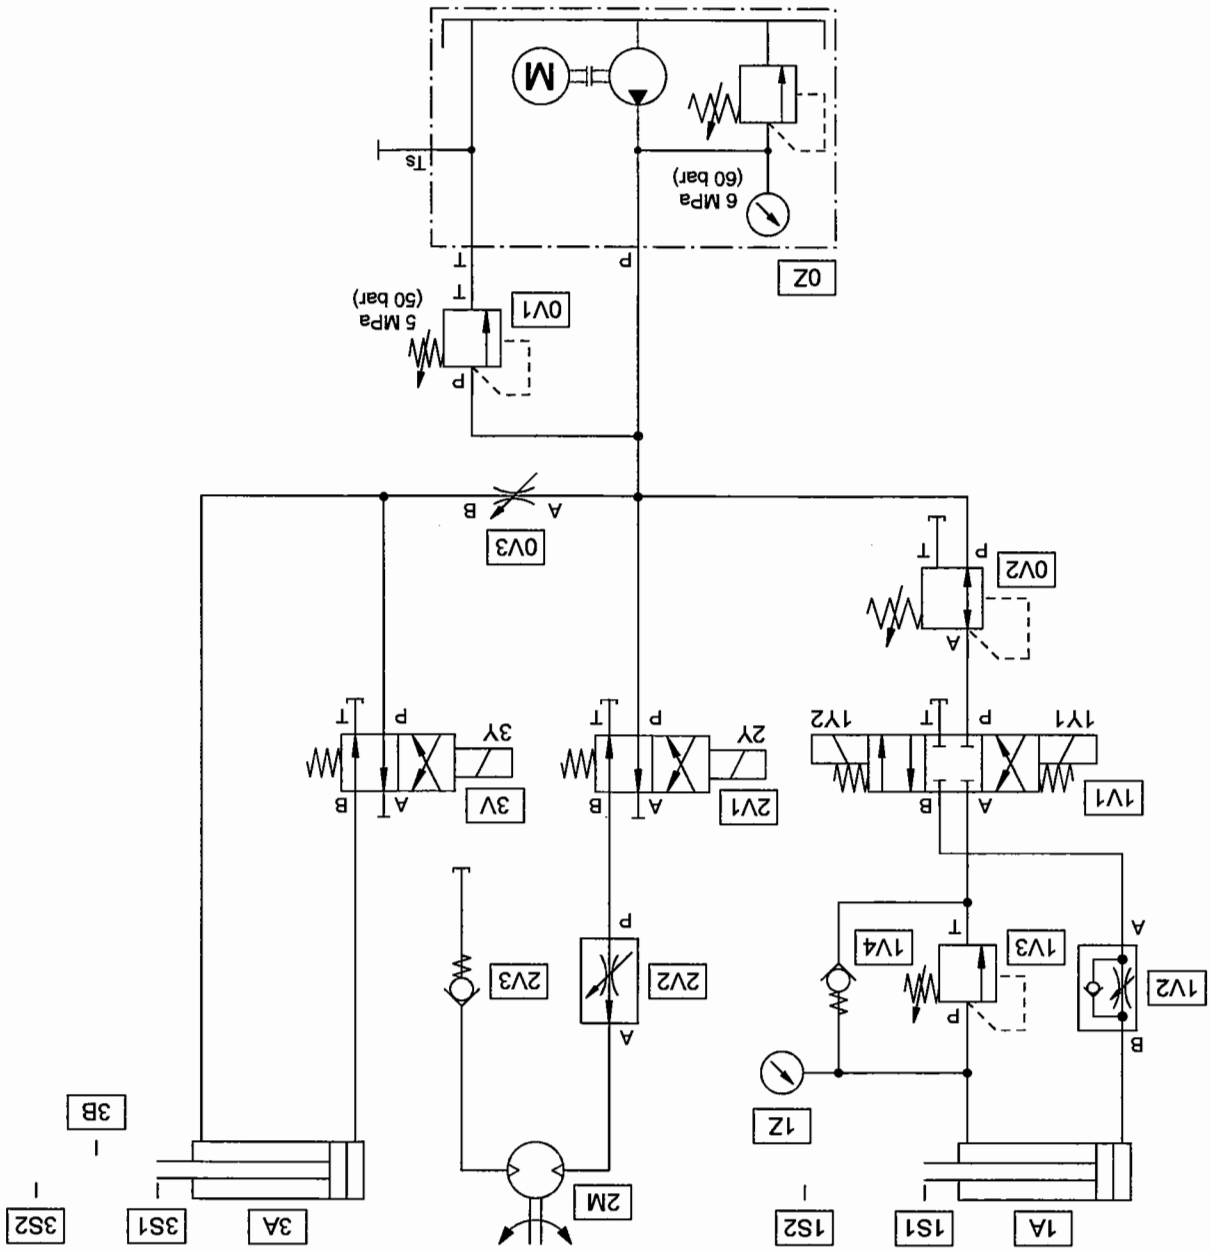 1A 1S1 1S2 2M 3A 3S1 3S2
1Z 3B
B A
1V2 P 2V2 2V3
1V3 1V4
A T P
1V1 A B 2V1 A B 3V A B
1Y1 P T 1Y2 2Y P T 3Y P T
A
0V2 P T
0V3
A B
P
0V1 5 MPa
(50 bar)
T
0Z P T
6 MPa
(60 bar)
Ts
M